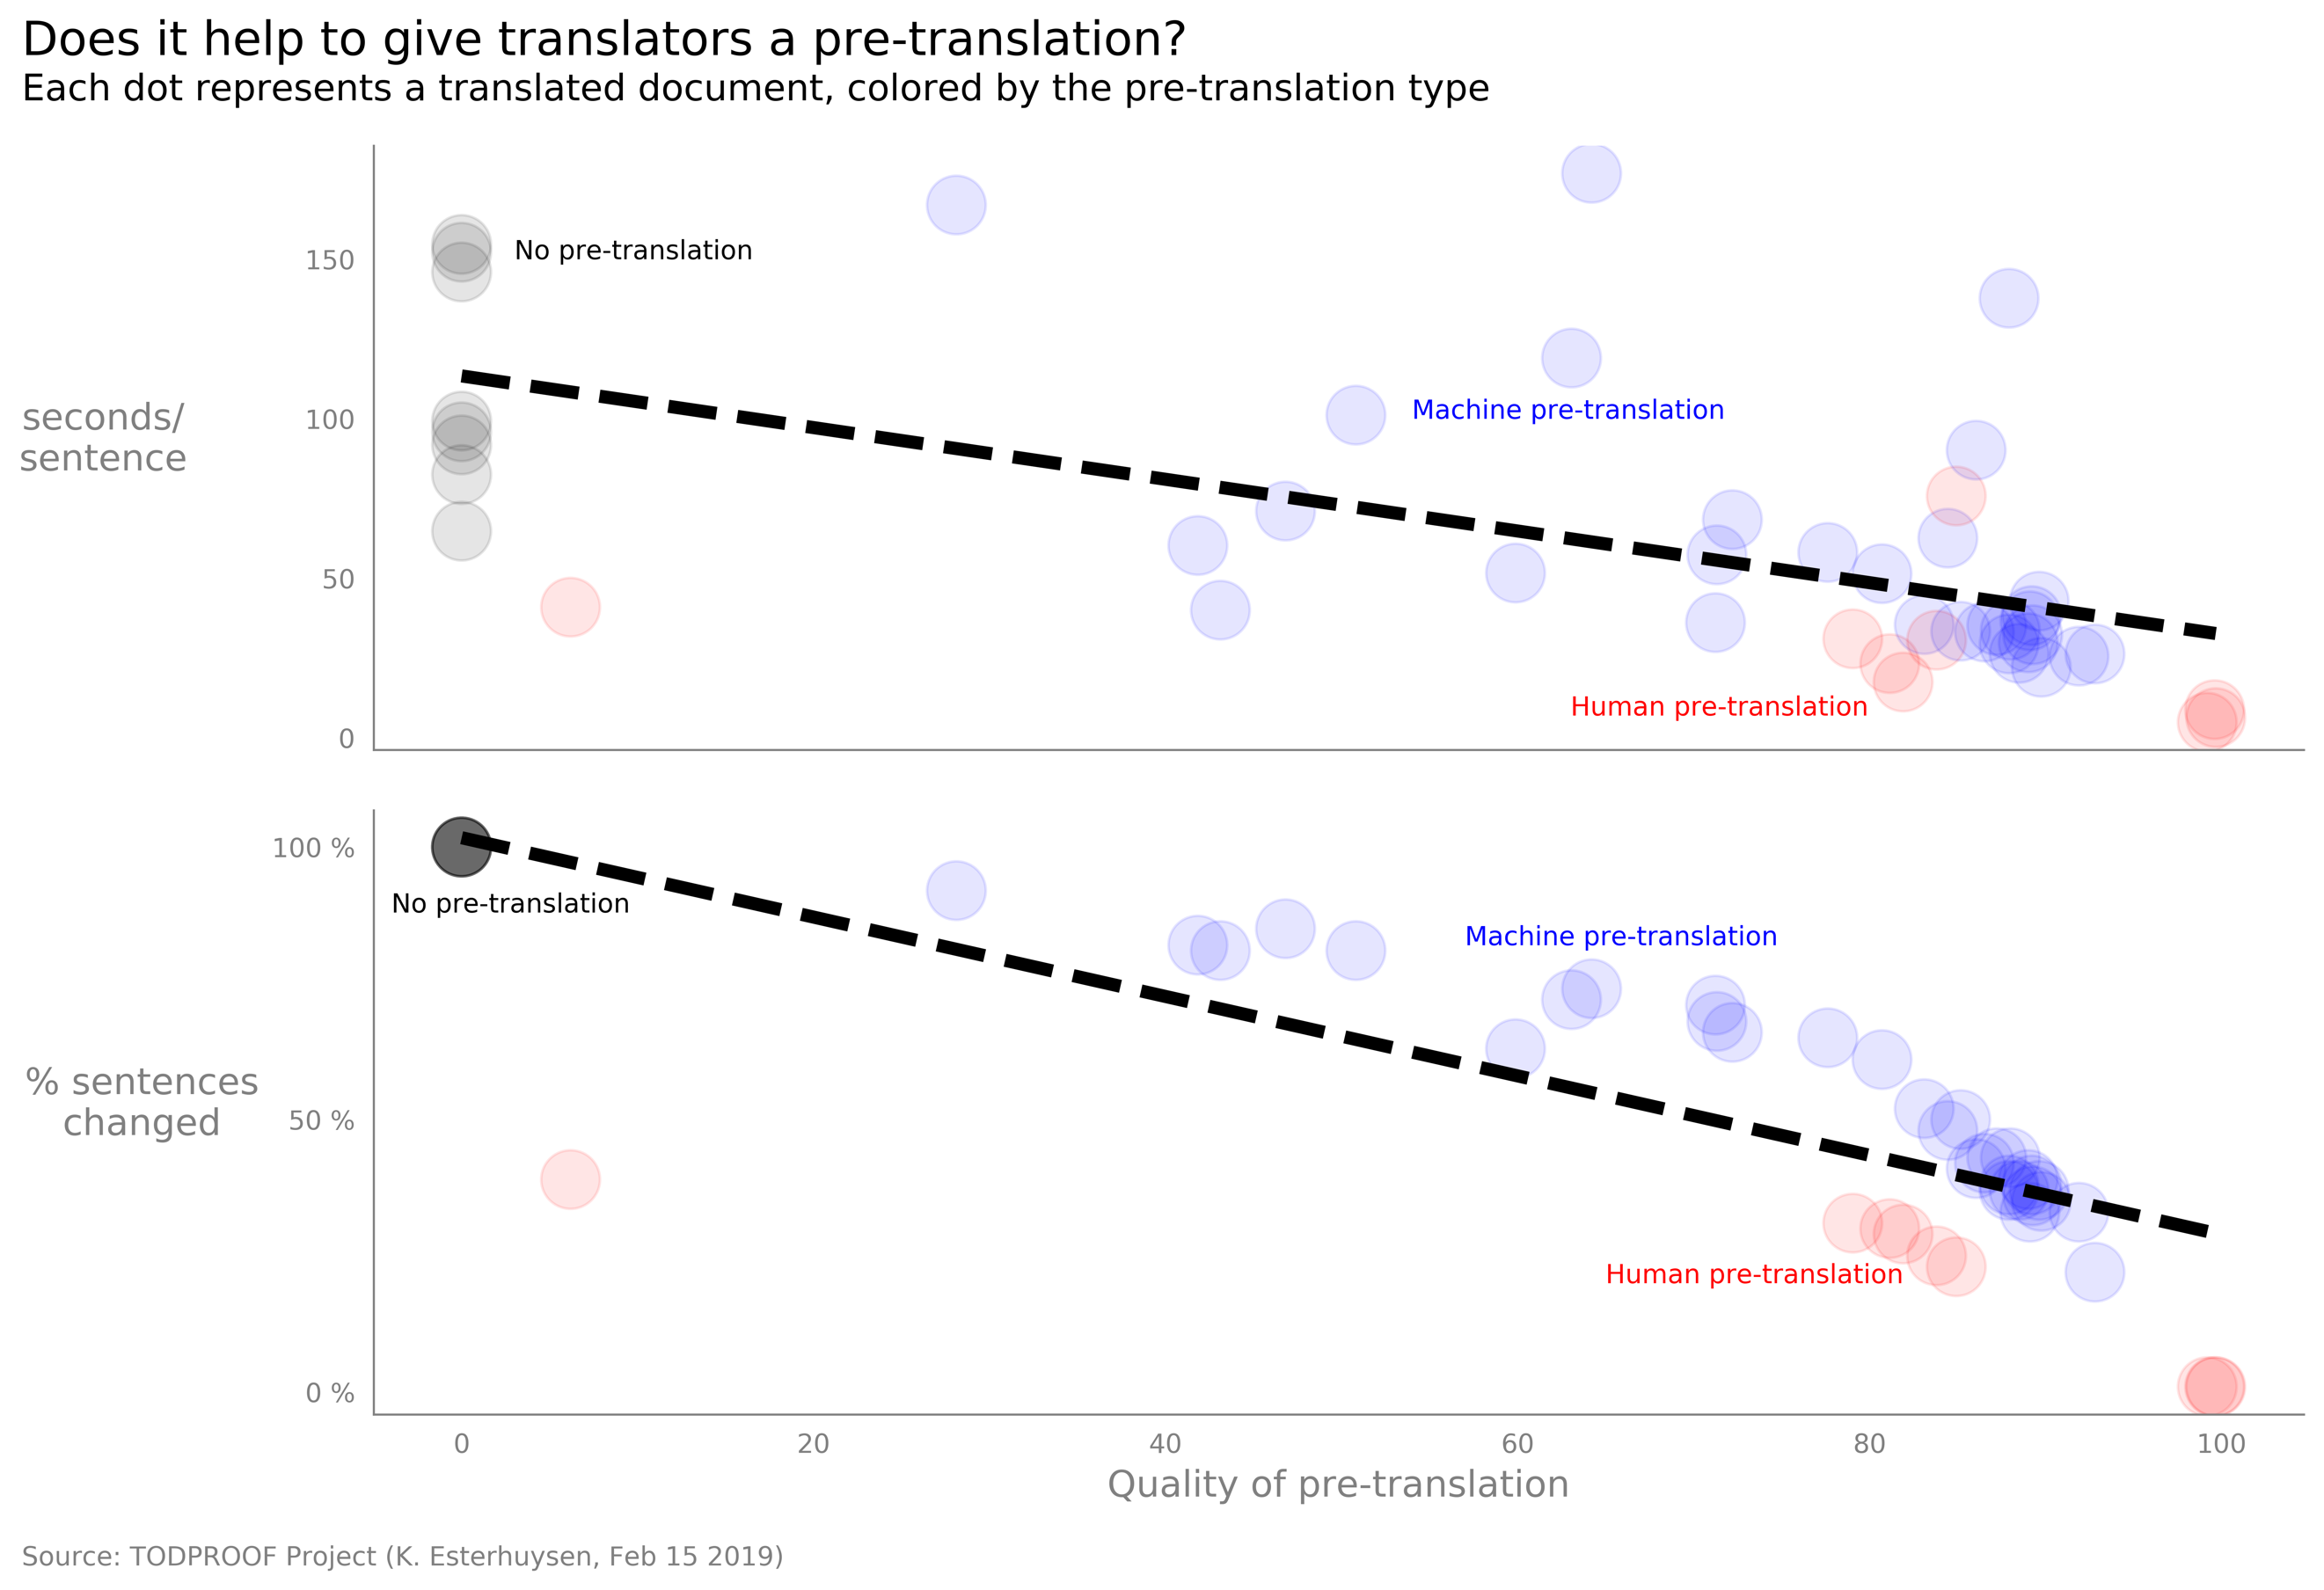 Does it help to give translators a pre-translation?
Each dot represents a translated document, colored by the pre-translation type
150
100
50
0
seconds/
sentence
No pre-translation
Machine pre-translation
Human pre-translation
100 %
50 %
0 %
% sentences
changed
No pre-translation
Machine pre-translation
Human pre-translation
0 20 40 60 80 100
Quality of pre-translation
Source: TODPROOF Project (K. Esterhuysen, Feb 15 2019)